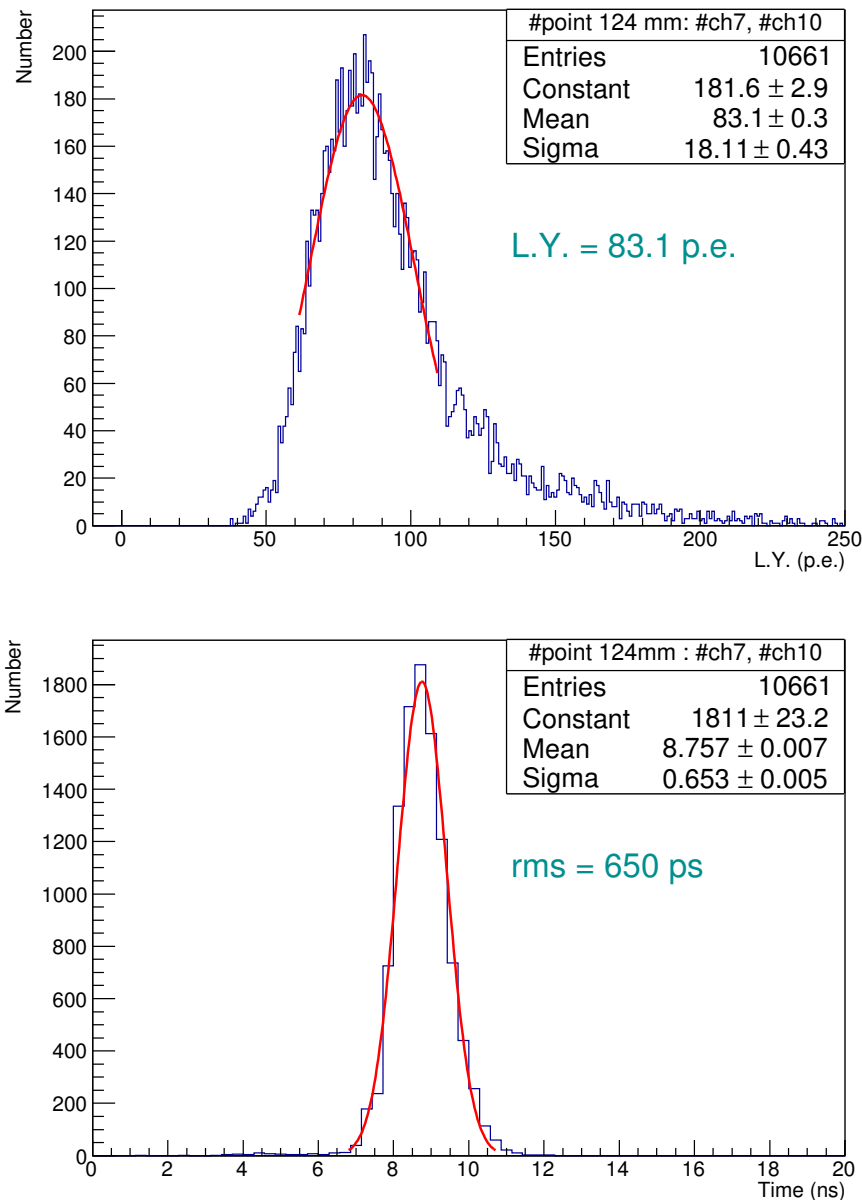 Number
#point 124 mm: #ch7, #ch10
Entries 10661
Constant 181.6 ± 2.9
Mean 83.1 ± 0.3
Sigma 18.11 ± 0.43
L.Y. = 83.1 p.e.
200
180
160
140
120
100
80
60
40
20
0
0 50 100 150 200 250
L.Y. (p.e.)
Number
#point 124mm : #ch7, #ch10
Entries 10661
Constant 1811 ± 23.2
Mean 8.757 ± 0.007
Sigma 0.653 ± 0.005
rms = 650 ps
1800
1600
1400
1200
1000
800
600
400
200
0
0 2 4 6 8 10 12 14 16 18 20
Time (ns)